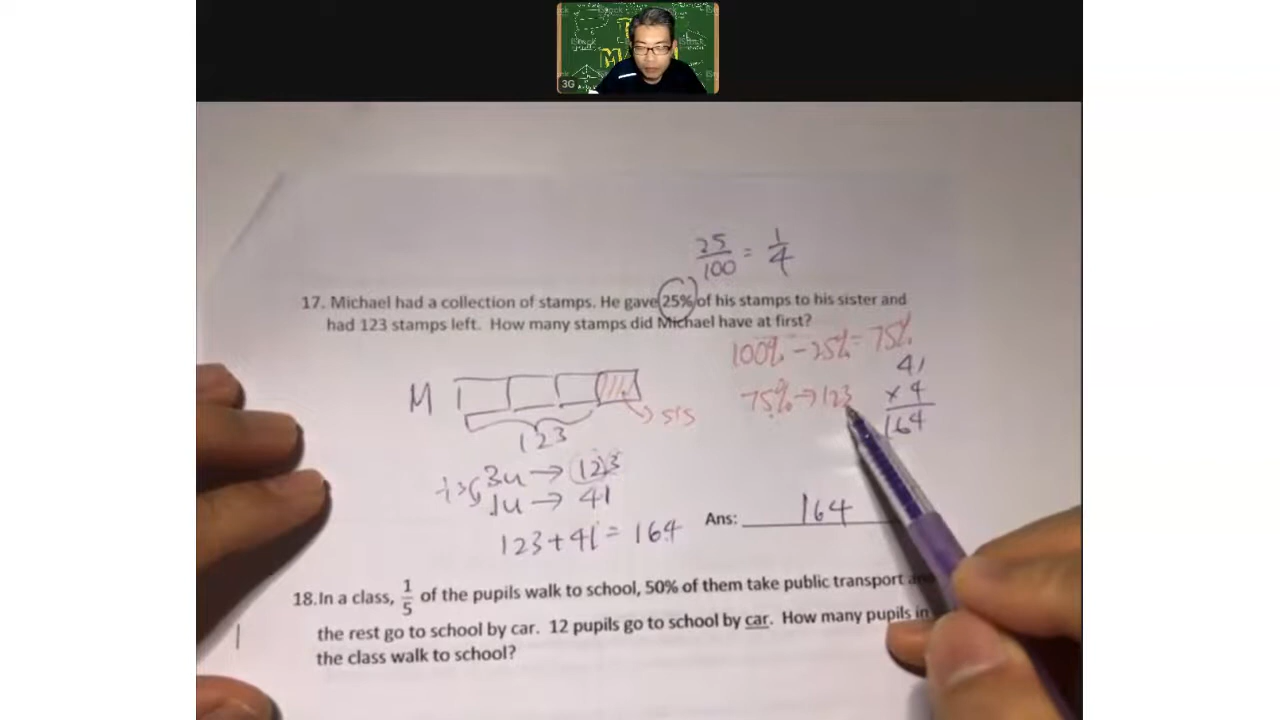 3G
25/100 = 1/4
17. Michael had a collection of stamps. He gave 25% of his stamps to his sister and
had 123 stamps left. How many stamps did Michael have at first?
100% - 25% = 75%
41
M
75% → 123
× 4
164
→ sis
123
÷3 3u → 123
1u → 41
Ans: 164
123 + 41 = 164
18.In a class, 1/5 of the pupils walk to school, 50% of them take public transport
the rest go to school by car. 12 pupils go to school by car. How many pupils in
the class walk to school?